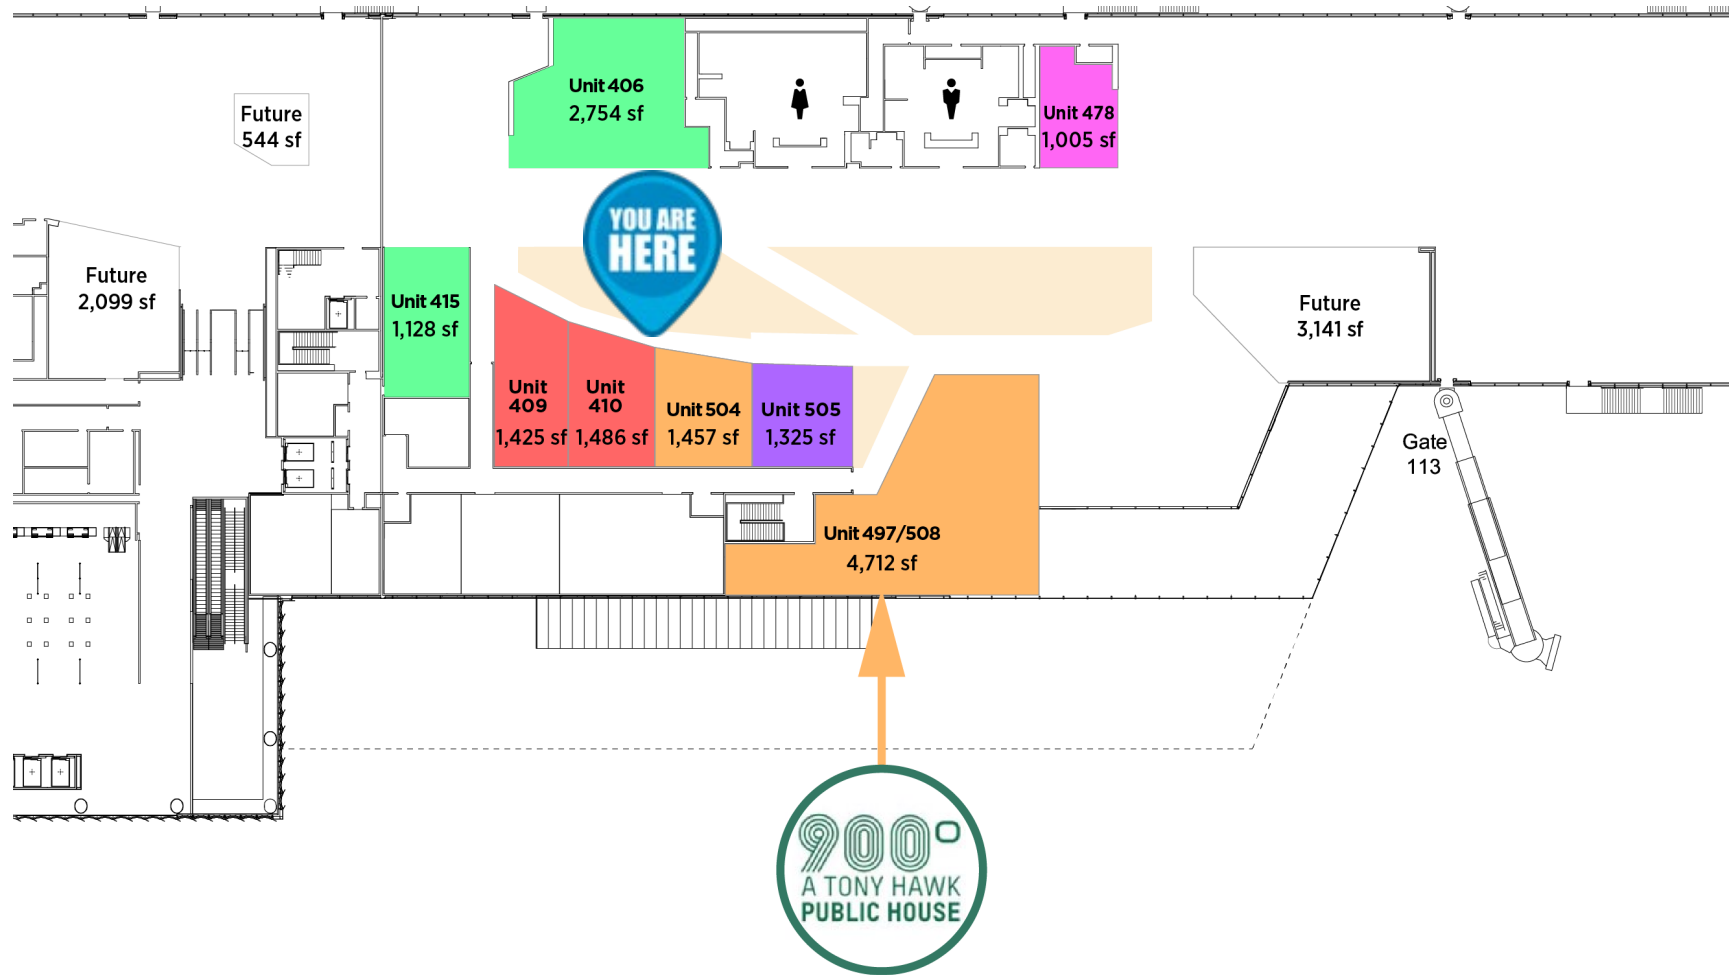 Unit 406
2,754 sf
Future
544 sf
Unit 478
1,005 sf
YOU ARE
HERE
Future
2,099 sf
Unit 415
1,128 sf
Future
3,141 sf
Unit
409
1,425 sf
Unit
410
1,486 sf
Unit 504
1,457 sf
Unit 505
1,325 sf
Gate
113
Unit 497/508
4,712 sf
900°
A TONY HAWK
PUBLIC HOUSE